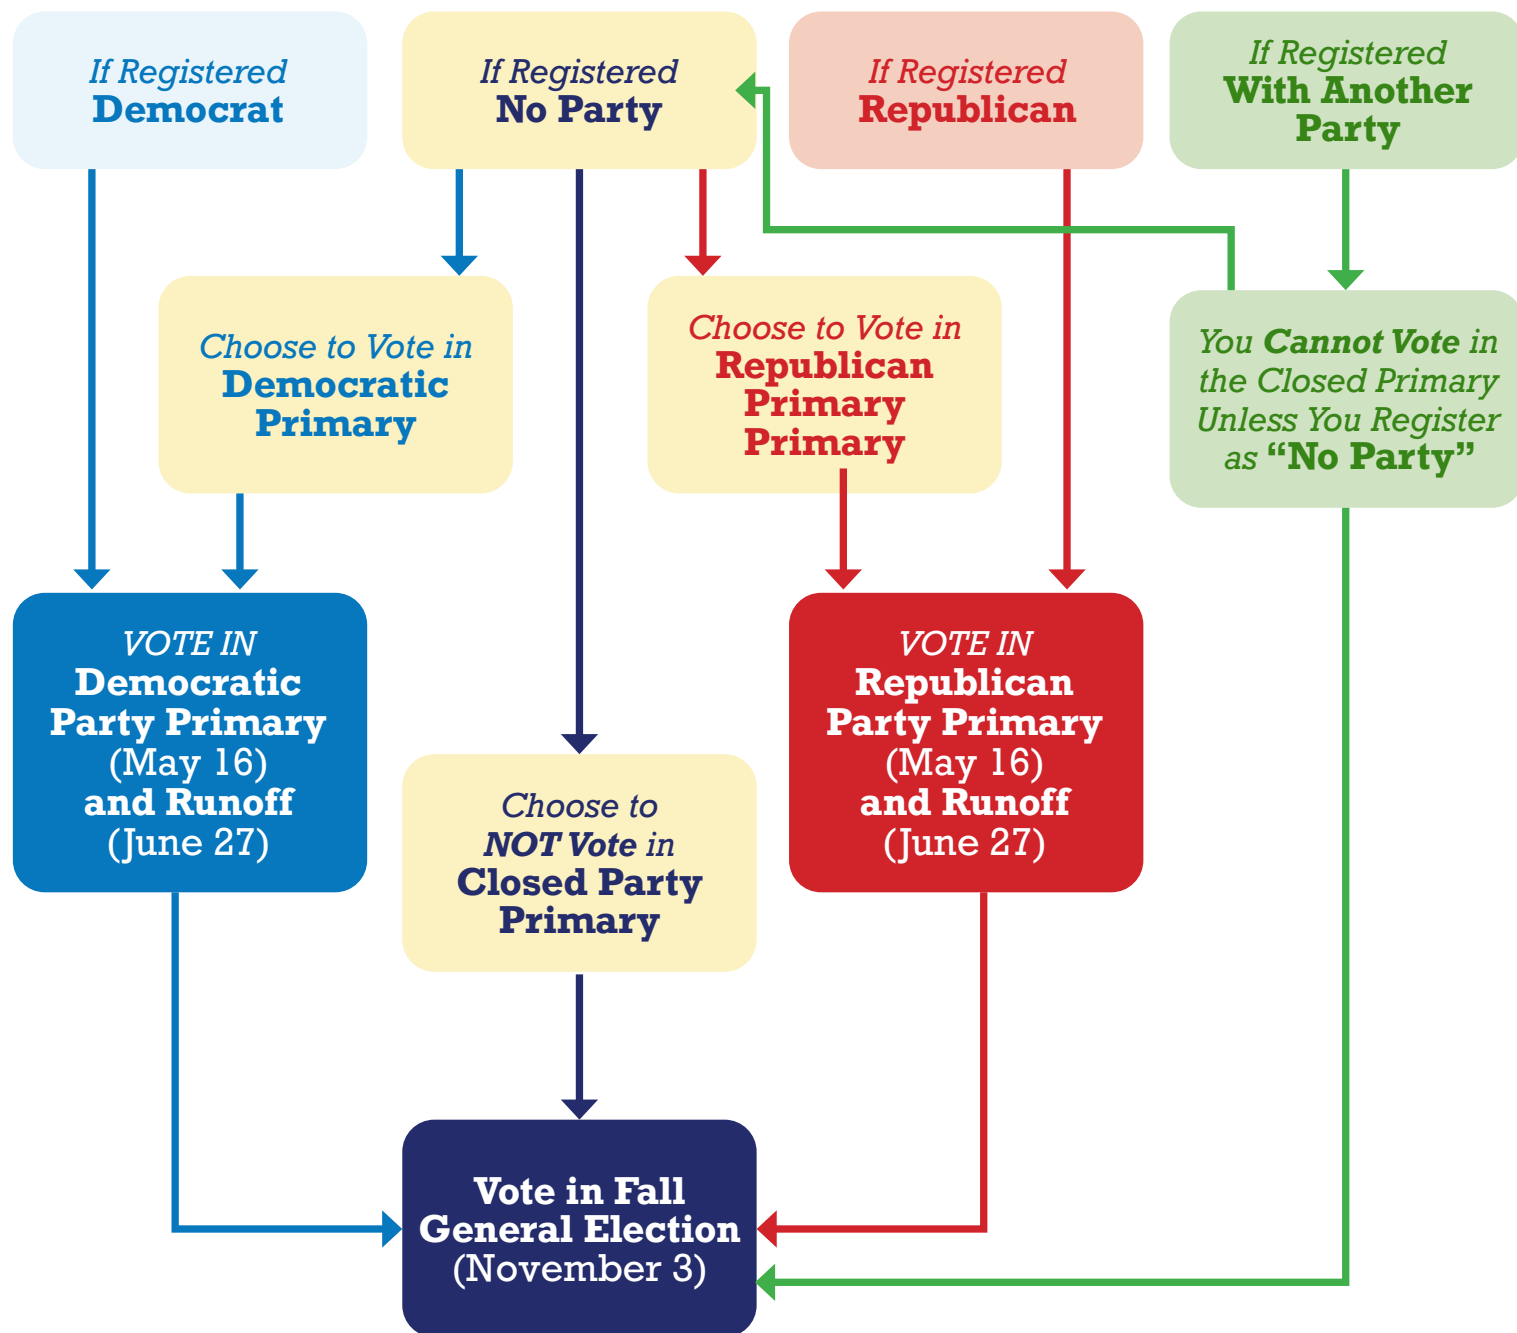 If Registered
Democrat
If Registered
No Party
If Registered
Republican
If Registered
With Another
Party
Choose to Vote in
Democratic
Primary
Choose to Vote in
Republican
Primary
Primary
You Cannot Vote in
the Closed Primary
Unless You Register
as “No Party”
VOTE IN
Democratic
Party Primary
(May 16)
and Runoff
(June 27)
Choose to
NOT Vote in
Closed Party
Primary
VOTE IN
Republican
Party Primary
(May 16)
and Runoff
(June 27)
Vote in Fall
General Election
(November 3)